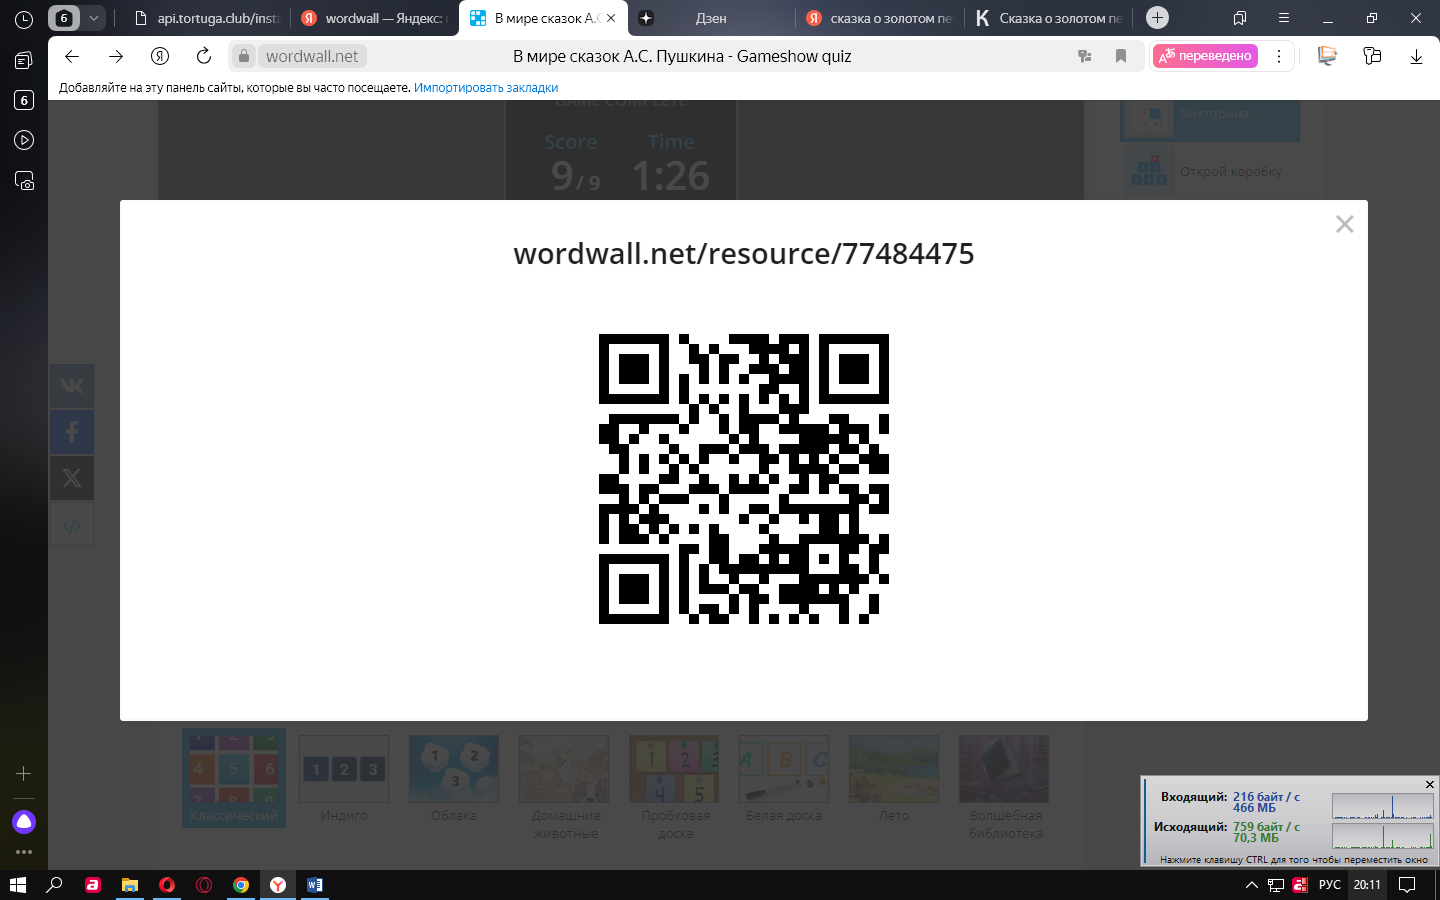 6
api.tortuga.club/insta
wordwall — Яндекс:
В мире сказок А.С
Дзен
сказка о золотом пе
Сказка о золотом пе
wordwall.net
В мире сказок А.С. Пушкина - Gameshow quiz
переведено
Добавляйте на эту панель сайты, которые вы часто посещаете. Импортировать закладки
6
GAME COMPLETE
Score
Time
9/ 9
1:26
Викторина
Открой коробку
wordwall.net/resource/77484475
Классический
Индиго
Облака
Домашние
животные
Пробковая
доска
Белая доска
Лето
Волшебная
библиотека
Входящий: 216 байт / с
466 МБ
Исходящий: 759 байт / с
70,3 МБ
Нажмите клавишу CTRL для того чтобы переместить окно
РУС
20:11